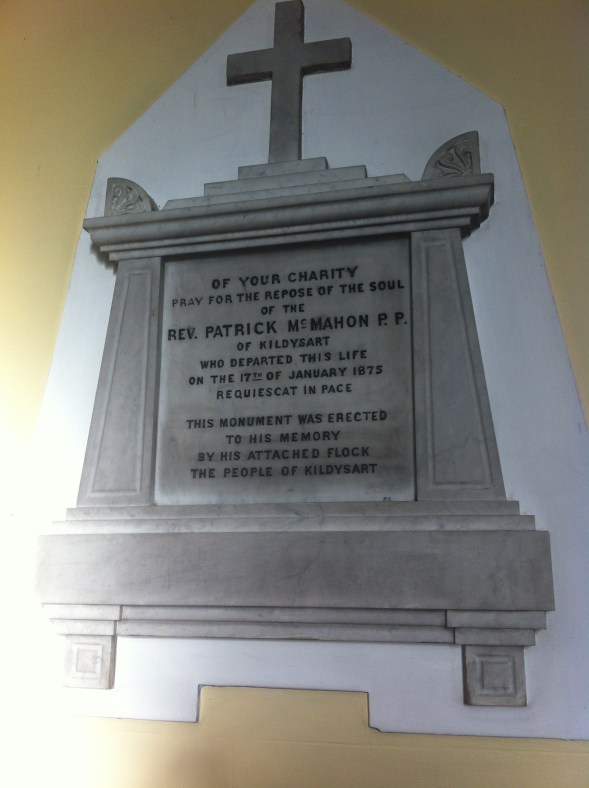 OF YOUR CHARITY
PRAY FOR THE REPOSE OF THE SOUL
OF THE
REV. PATRICK McMAHON P.P.
OF KILDYSART
WHO DEPARTED THIS LIFE
ON THE 17TH OF JANUARY 1875
REQUIESCAT IN PACE
THIS MONUMENT WAS ERECTED
TO HIS MEMORY
BY HIS ATTACHED FLOCK
THE PEOPLE OF KILDYSART